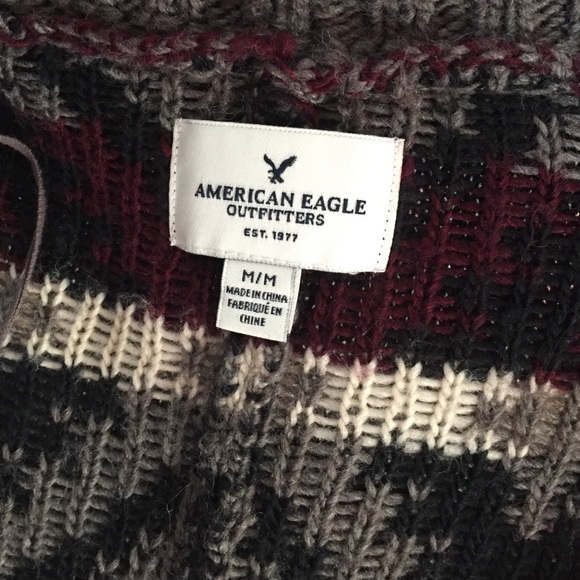 AMERICAN EAGLE
OUTFITTERS
EST. 1977
M/M
MADE IN CHINA
FABRIQUÉ EN
CHINE